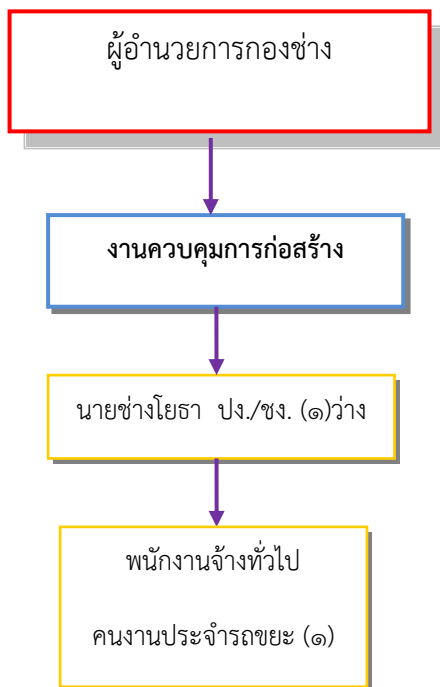 ผู้อำนวยการกองช่าง
งานควบคุมการก่อสร้าง
นายช่างโยธา ปง./ชง. (๑)ว่าง
พนักงานจ้างทั่วไป
คนงานประจำรถขยะ (๑)